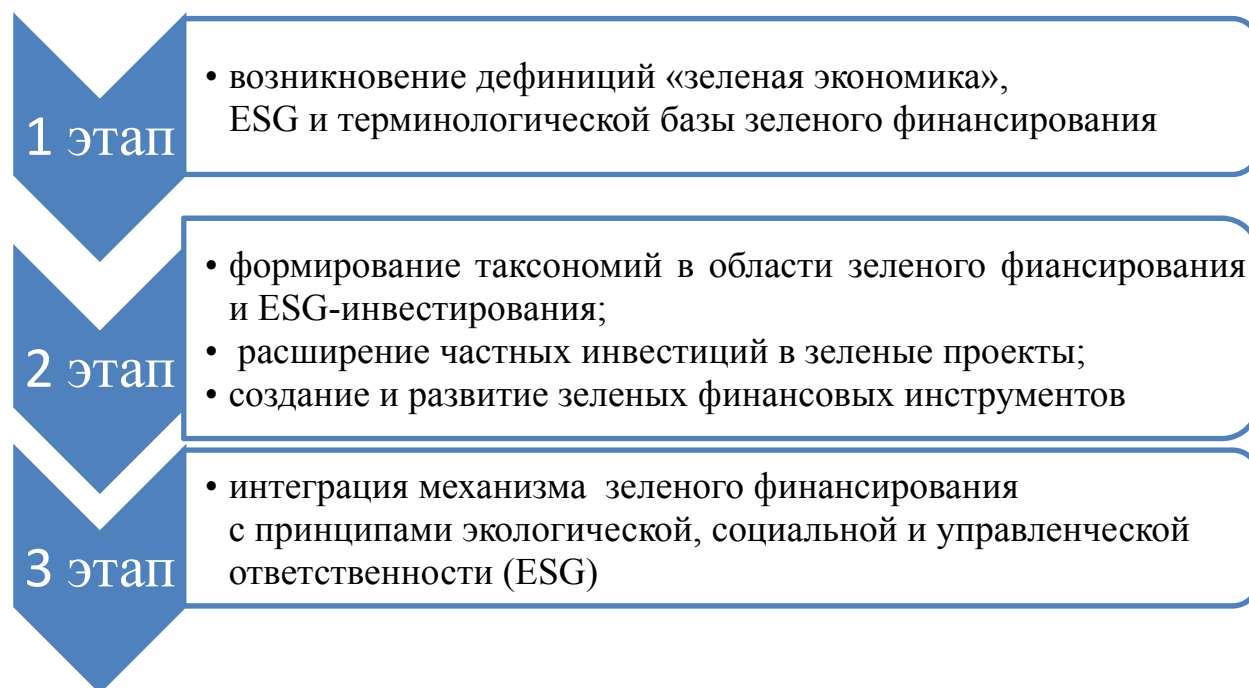 1 этап
• возникновение дефиниций «зеленая экономика»,
ESG и терминологической базы зеленого финансирования
2 этап
• формирование таксономий в области зеленого фиансирования
и ESG-инвестирования;
• расширение частных инвестиций в зеленые проекты;
• создание и развитие зеленых финансовых инструментов
3 этап
• интеграция механизма зеленого финансирования
с принципами экологической, социальной и управленческой
ответственности (ESG)